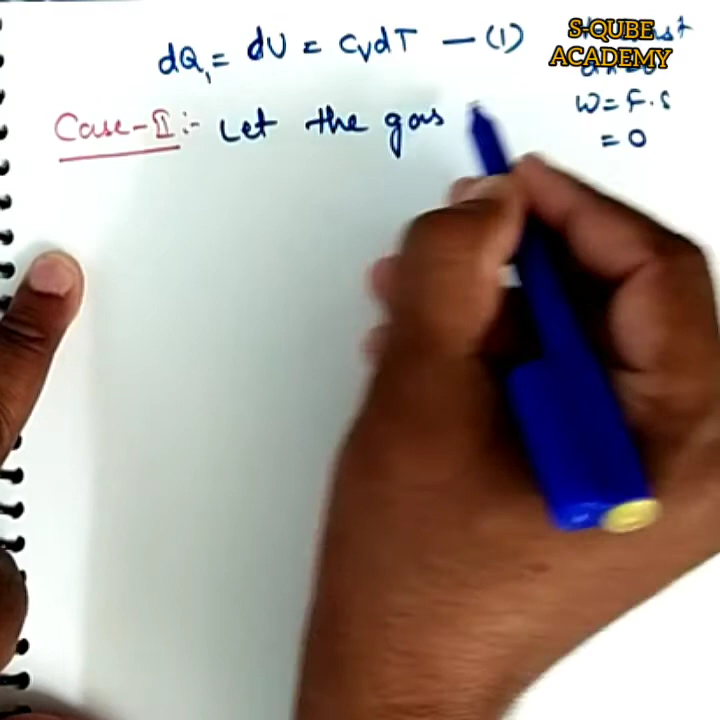 dQ₁ = dU = CvdT — (1)
S-QUBE
ACADEMY
W = F.S
= 0
Case-II :- Let the gas